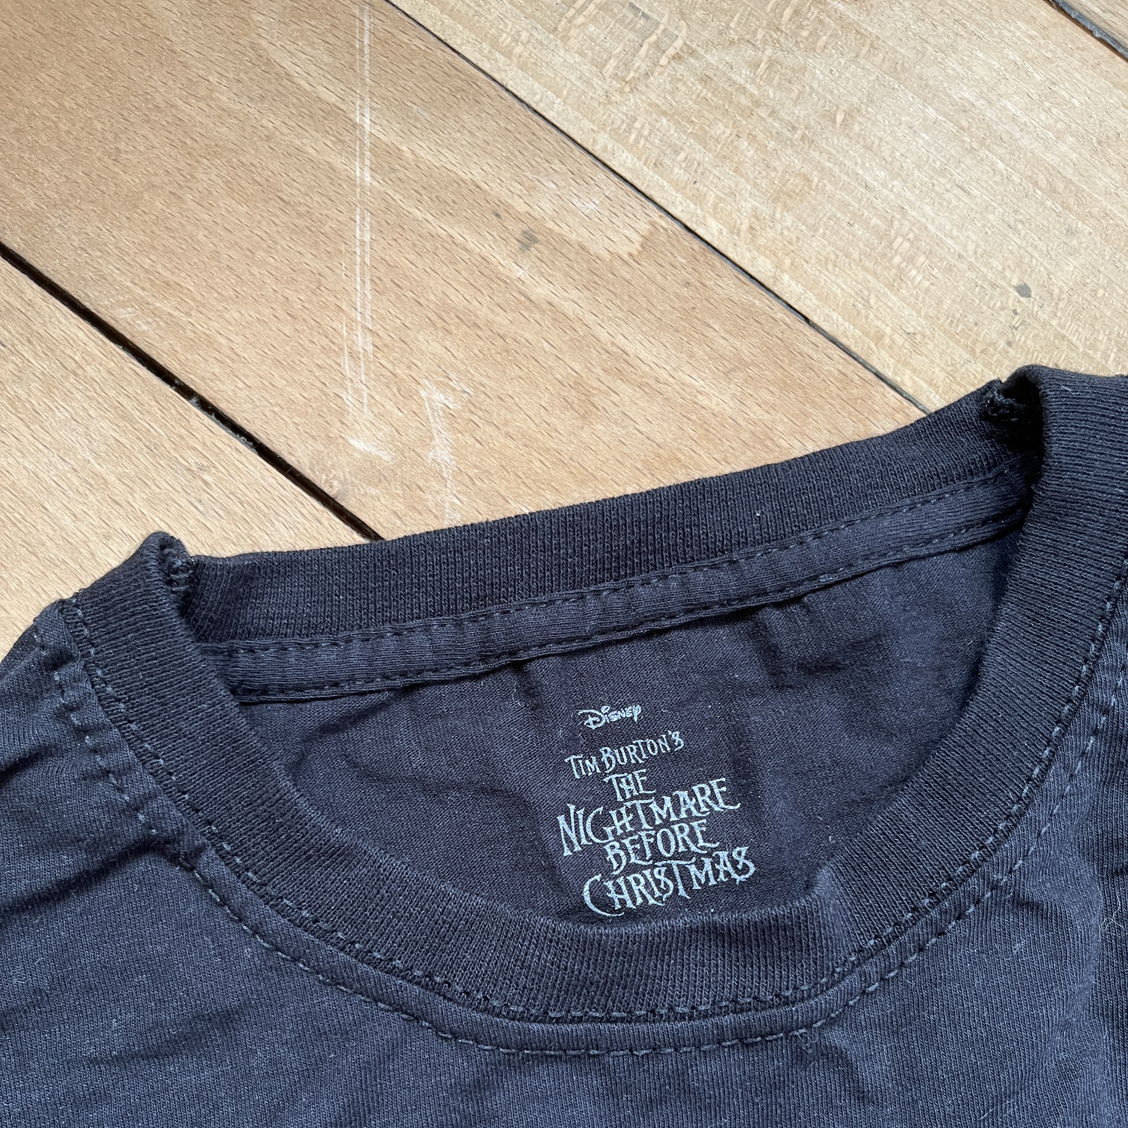 Disney
TIM BURTON'S
THE
NIGHTMARE
BEFORE
CHRISTMAS